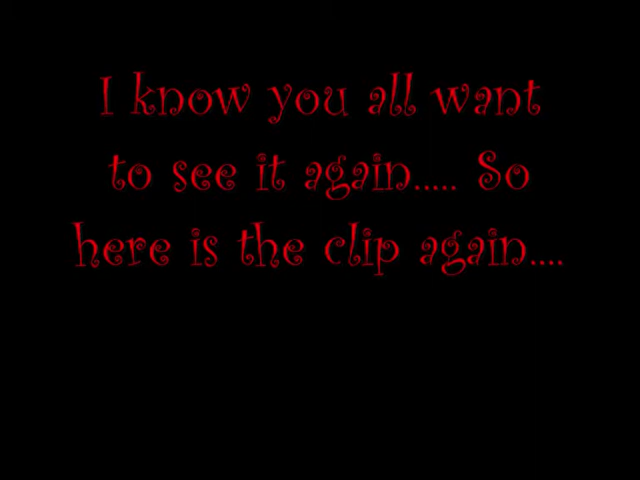 I know you all want
to see it again..... So
here is the clip again....